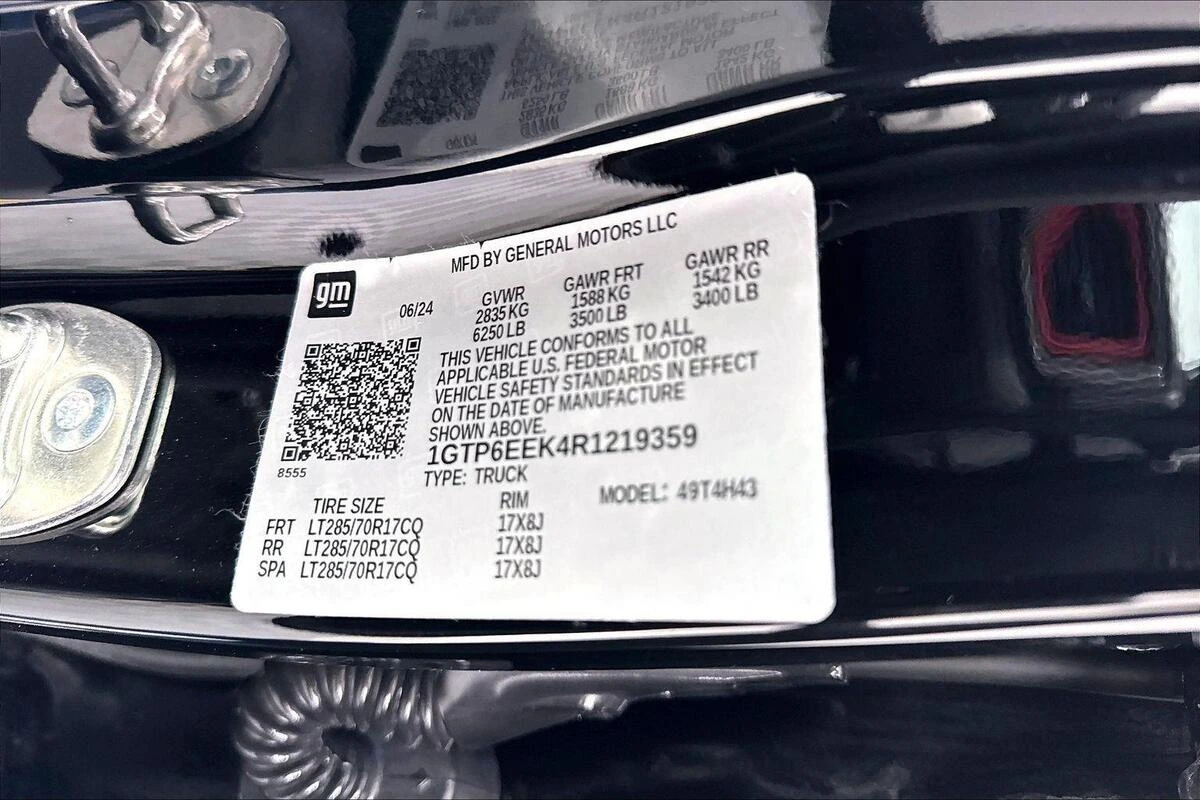 MFD BY GENERAL MOTORS LLC
gm
06/24
GVWR GAWR FRT GAWR RR
2835 KG 1588 KG 1542 KG
6250 LB 3500 LB 3400 LB
THIS VEHICLE CONFORMS TO ALL
APPLICABLE U.S. FEDERAL MOTOR
VEHICLE SAFETY STANDARDS IN EFFECT
ON THE DATE OF MANUFACTURE
SHOWN ABOVE.
1GTP6EEK4R1219359
8555
TYPE: TRUCK
MODEL: 49T4H43
TIRE SIZE RIM
FRT LT285/70R17CQ 17X8J
RR LT285/70R17CQ 17X8J
SPA LT285/70R17CQ 17X8J